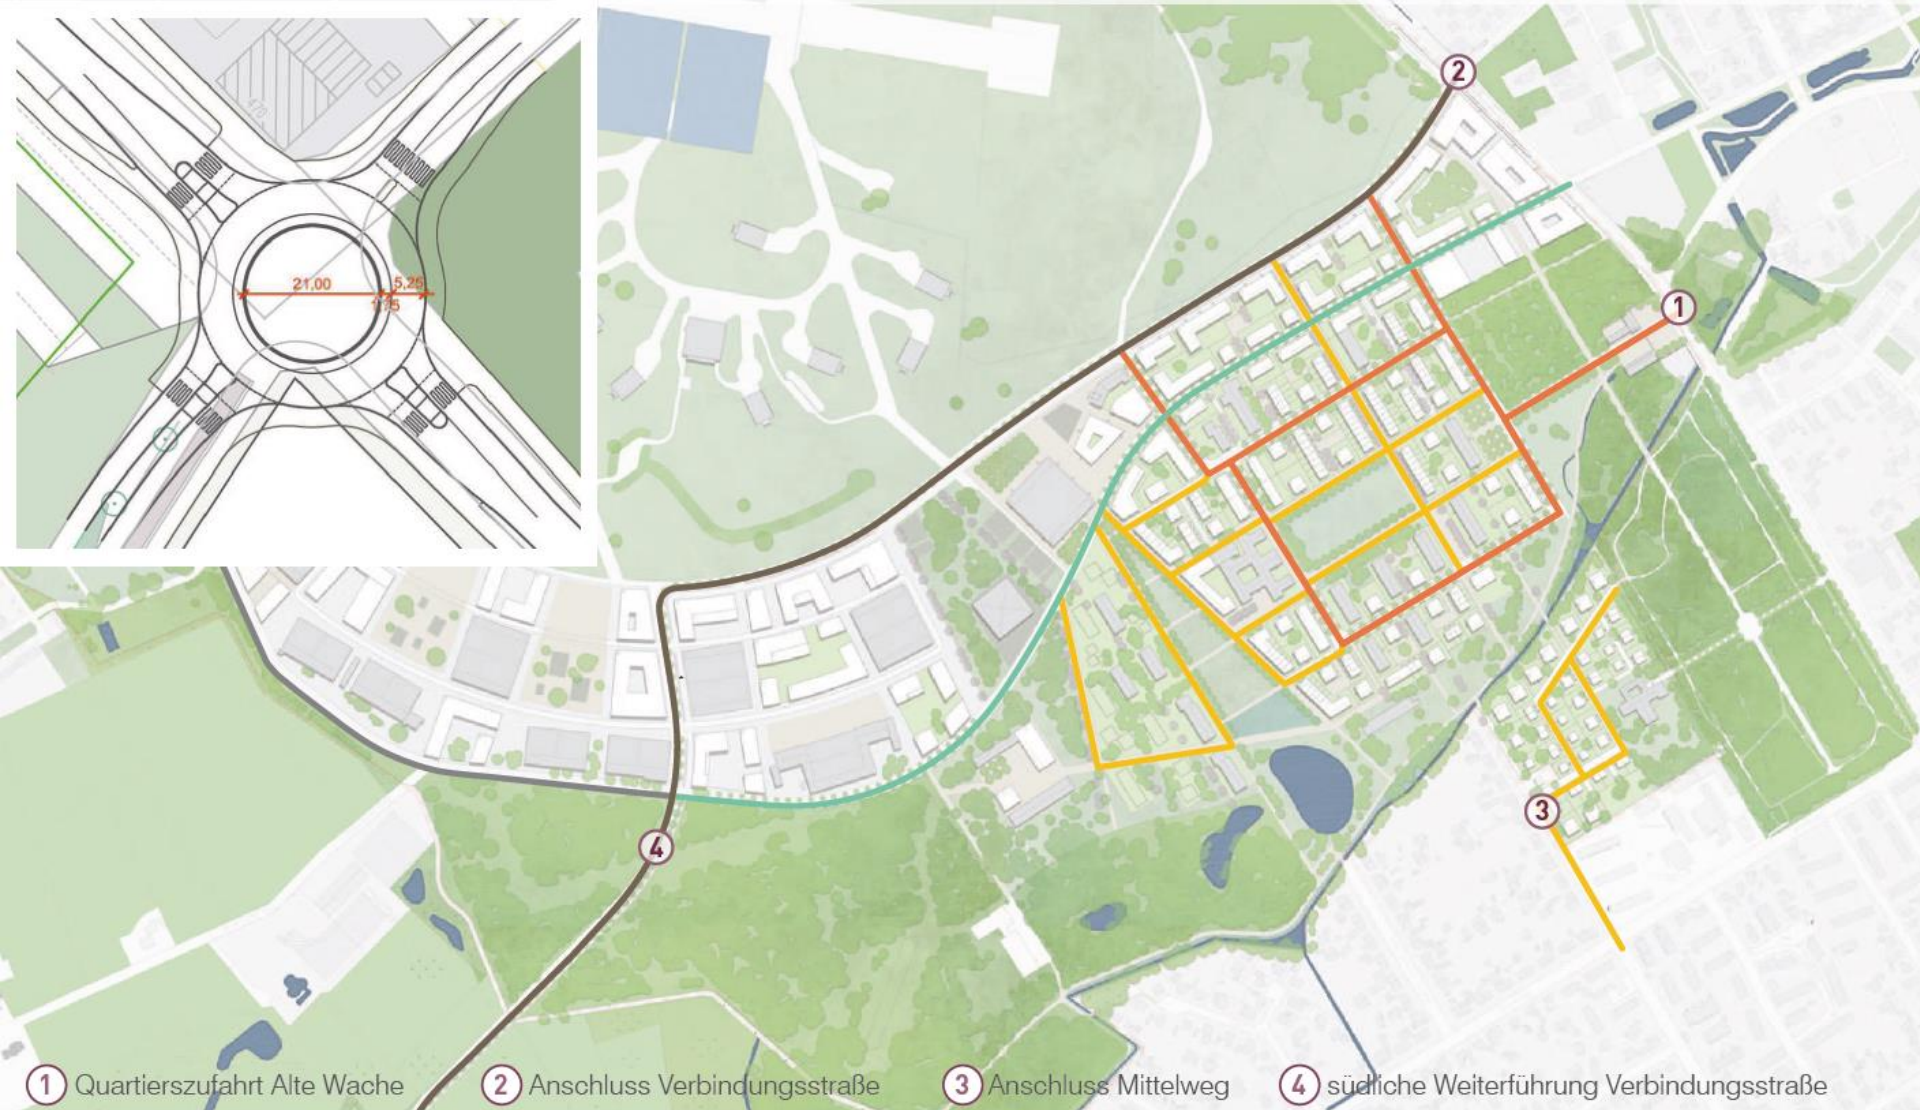 470
21,00
5,25
1,75
2
1
3
4
1 Quartierszufahrt Alte Wache
2 Anschluss Verbindungsstraße
3 Anschluss Mittelweg
4 südliche Weiterführung Verbindungsstraße